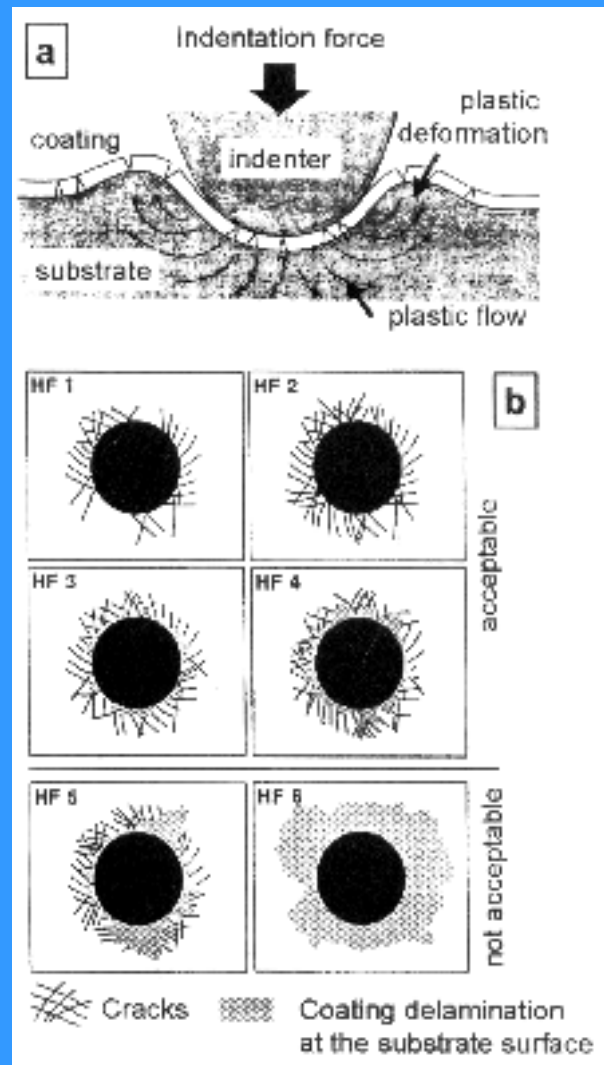 a
indentation force
plastic
deformation
coating
indenter
substrate
plastic flow
b
HF 1
HF 2
HF 3
HF 4
acceptable
HF 5
HF 6
not acceptable
Cracks
Coating delamination
at the substrate surface